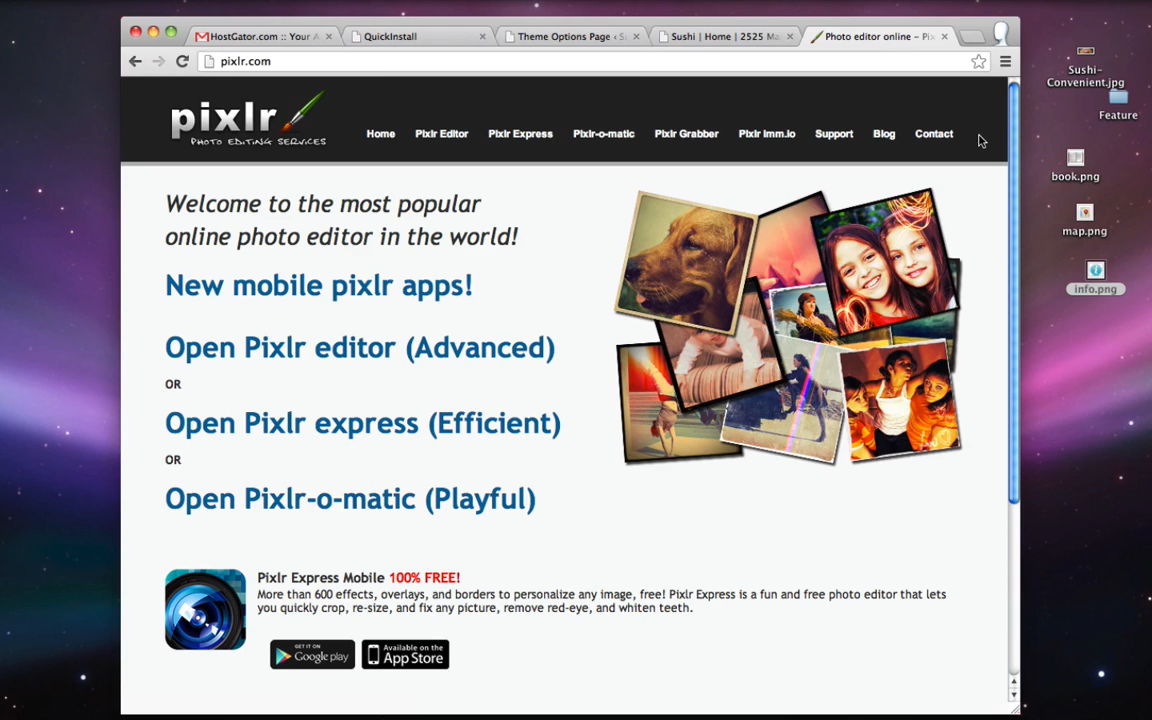 HostGator.com :: Your A
QuickInstall
Theme Options Page ‹ S
Sushi | Home | 2525 Ma
Photo editor online - Pix
pixlr.com
pixlr
PHOTO EDITING SERVICES
Home
Pixlr Editor
Pixlr Express
Pixlr-o-matic
Pixlr Grabber
Pixlr Imm.io
Support
Blog
Contact
Welcome to the most popular
online photo editor in the world!
New mobile pixlr apps!
Open Pixlr editor (Advanced)
OR
Open Pixlr express (Efficient)
OR
Open Pixlr-o-matic (Playful)
Pixlr Express Mobile 100% FREE!
More than 600 effects, overlays, and borders to personalize any image, free! Pixlr Express is a fun and free photo editor that lets
you quickly crop, re-size, and fix any picture, remove red-eye, and whiten teeth.
GET IT ON
Google play
Available on the
App Store
Sushi-
Convenient.jpg
Feature
book.png
map.png
info.png